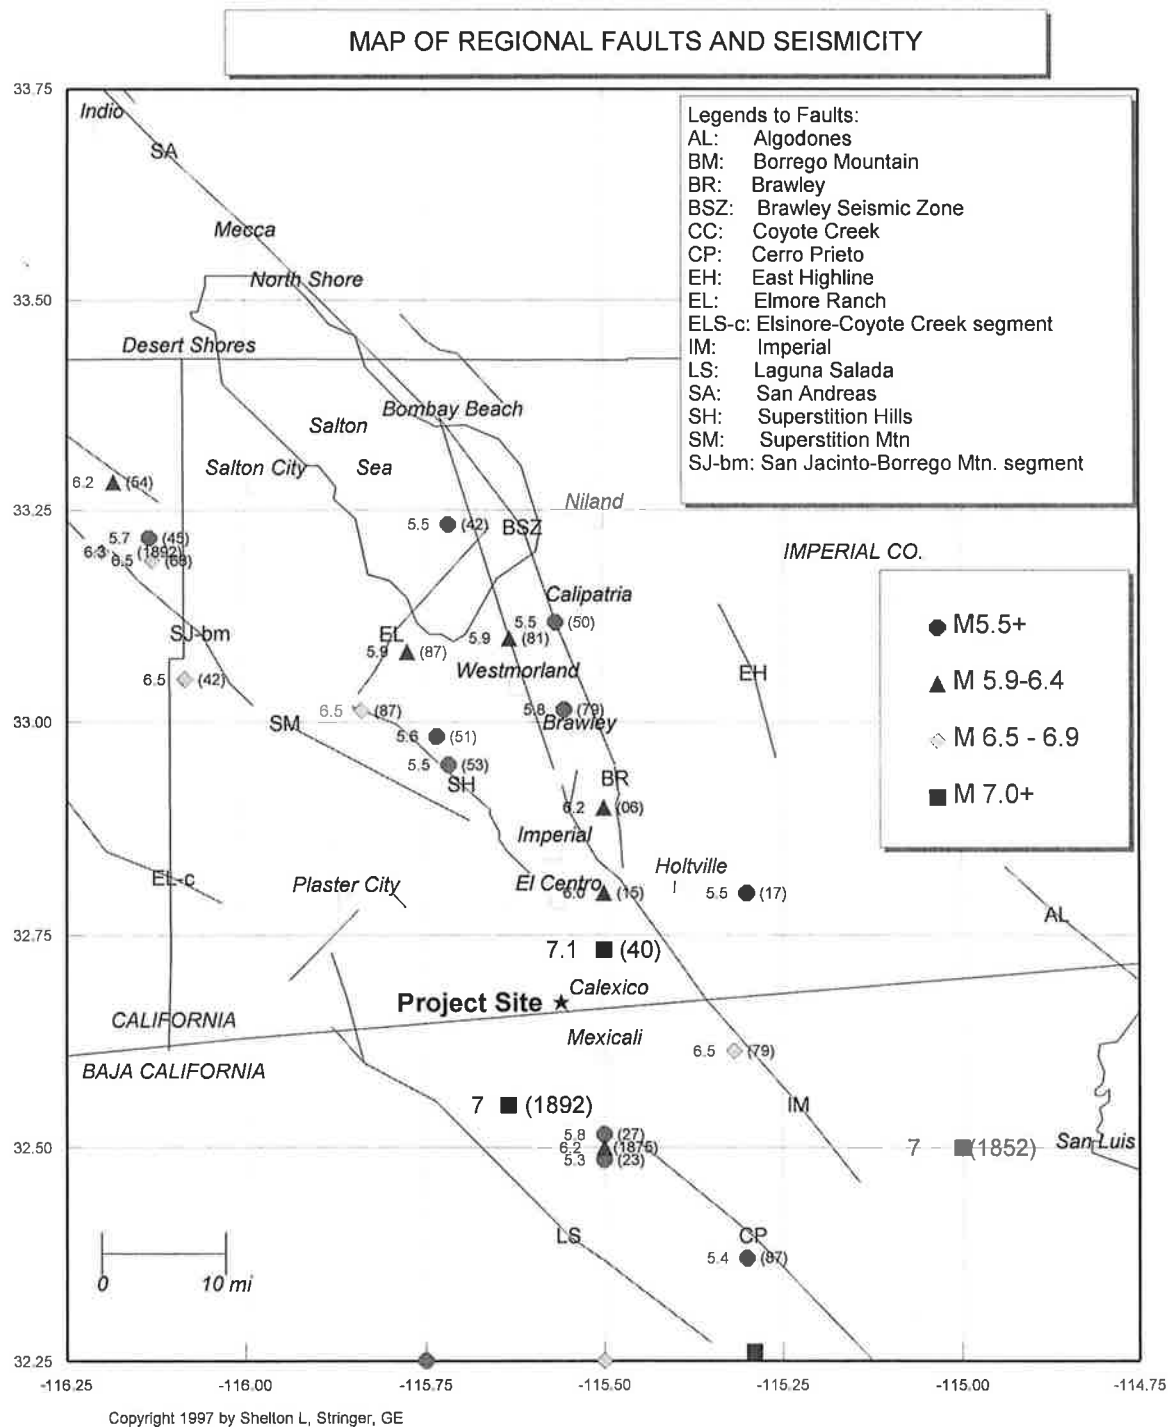 MAP OF REGIONAL FAULTS AND SEISMICITY
33.75
Indio
SA
Legends to Faults:
AL: Algodones
BM: Borrego Mountain
BR: Brawley
BSZ: Brawley Seismic Zone
CC: Coyote Creek
CP: Cerro Prieto
EH: East Highline
EL: Elmore Ranch
ELS-c: Elsinore-Coyote Creek segment
IM: Imperial
LS: Laguna Salada
SA: San Andreas
SH: Superstition Hills
SM: Superstition Mtn
SJ-bm: San Jacinto-Borrego Mtn. segment
Mecca
North Shore
33.50
Desert Shores
Bombay Beach
Salton
Salton City Sea
6.2 (54)
Niland
33.25
5.5 (42) BSZ
5.7 (45)
6.3 (1892)
6.5 (68)
IMPERIAL CO.
M5.5+
M 5.9-6.4
M 6.5 - 6.9
M 7.0+
Calipatria
5.5 (50)
SJ-bm
EL
5.9 (81)
5.9 (87)
Westmorland
EH
6.5 (42)
6.5 (87)
5.8 (79)
33.00
SM
Brawley
5.6 (51)
5.5 (53)
SH
BR
6.2 (06)
Imperial
Holtville
EL-c
Plaster City
El Centro
6.0 (15)
5.5 (17)
AL
32.75
7.1 (40)
Calexico
Project Site
CALIFORNIA
Mexicali
6.5 (79)
BAJA CALIFORNIA
7 (1892)
IM
5.8 (27)
6.2 (1875)
5.3 (23)
32.50
7 (1852)
San Luis
LS
CP
5.4 (87)
0 10 mi
32.25
-116.25 -116.00 -115.75 -115.50 -115.25 -115.00 -114.75
Copyright 1997 by Shelton L, Stringer, GE